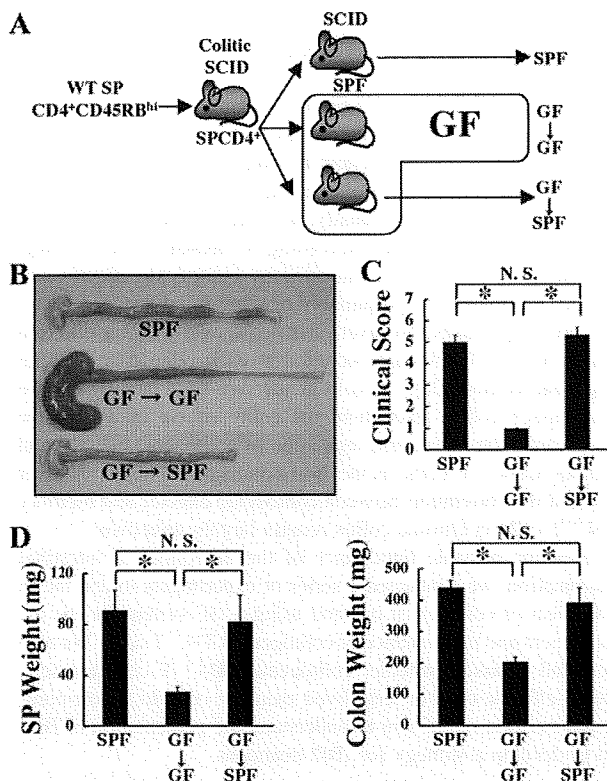 A
WT SP
CD4+CD45RBhi
Colitic
SCID
SPCD4+
SCID
SPF
GF
SPF
GF
↓
GF
GF
↓
SPF
B
SPF
GF → GF
GF → SPF
C
Clinical Score
7
6
5
4
3
2
1
N. S.
* *
SPF
GF
↓
GF
GF
↓
SPF
D
SP Weight (mg)
120
80
40
0
N. S.
* *
SPF
GF
↓
GF
GF
↓
SPF
Colon Weight (mg)
500
400
300
200
100
0
N. S.
* *
SPF
GF
↓
GF
GF
↓
SPF